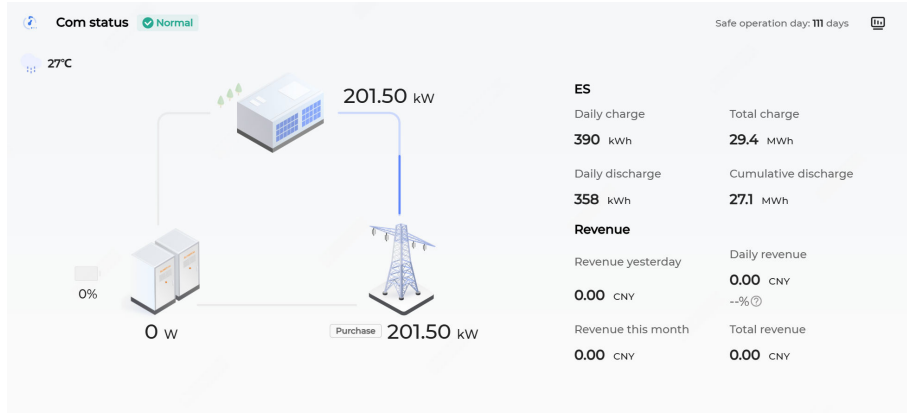 Com status Normal
Safe operation day: 111 days
27℃
201.50 kW
0%
0 W
Purchase 201.50 kW
ES
Daily charge
Total charge
390 kWh
29.4 MWh
Daily discharge
Cumulative discharge
358 kWh
27.1 MWh
Revenue
Revenue yesterday
Daily revenue
0.00 CNY
0.00 CNY
--%?
Revenue this month
Total revenue
0.00 CNY
0.00 CNY